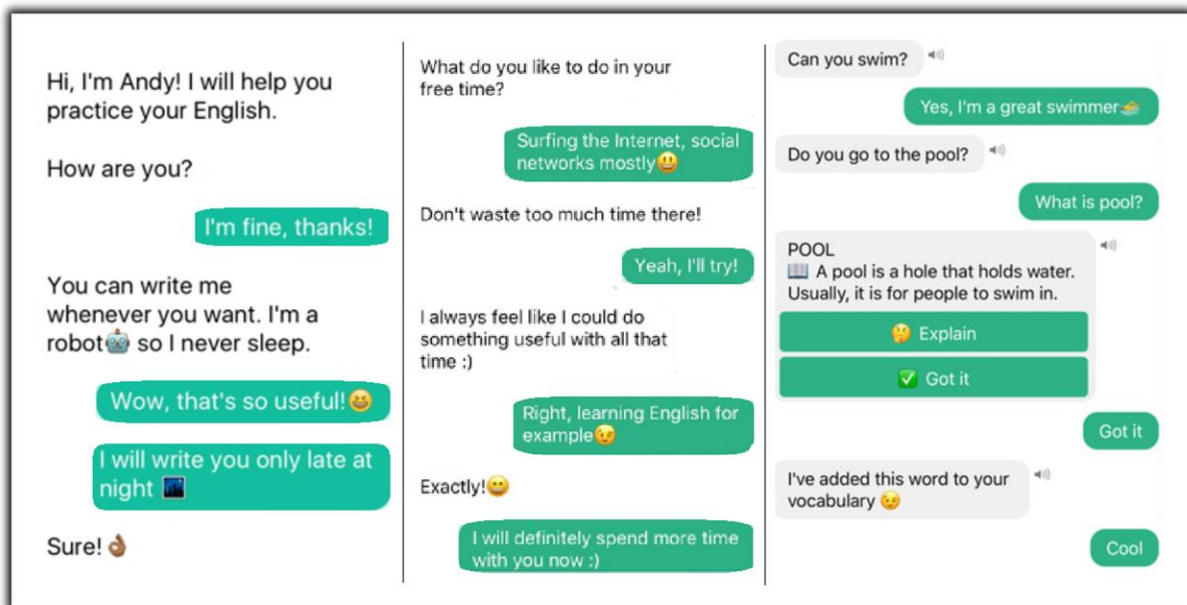 Hi, I'm Andy! I will help you
practice your English.
How are you?
I'm fine, thanks!
You can write me
whenever you want. I'm a
robot🤖 so I never sleep.
Wow, that's so useful!😆
I will write you only late at
night 🌃
Sure! 👌🏾
What do you like to do in your
free time?
Surfing the Internet, social
networks mostly😃
Don't waste too much time there!
Yeah, I'll try!
I always feel like I could do
something useful with all that
time :)
Right, learning English for
example😉
Exactly!😄
I will definitely spend more time
with you now :)
Can you swim?
Yes, I'm a great swimmer🏊
Do you go to the pool?
What is pool?
POOL
📖 A pool is a hole that holds water.
Usually, it is for people to swim in.
🤔 Explain
✅ Got it
Got it
I've added this word to your
vocabulary 😉
Cool